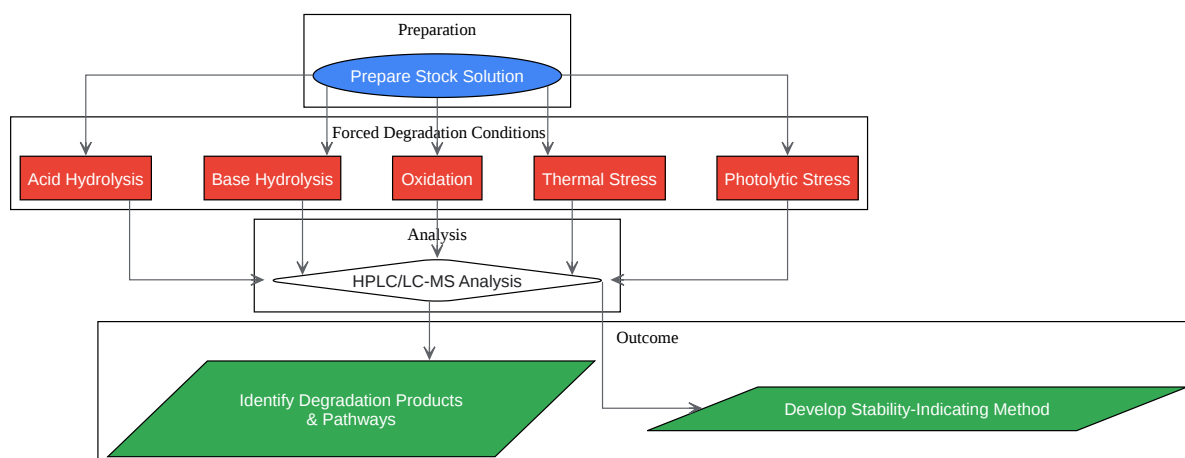 Preparation
Prepare Stock Solution
Forced Degradation Conditions
Acid Hydrolysis
Base Hydrolysis
Oxidation
Thermal Stress
Photolytic Stress
Analysis
HPLC/LC-MS Analysis
Outcome
Identify Degradation Products
& Pathways
Develop Stability-Indicating Method